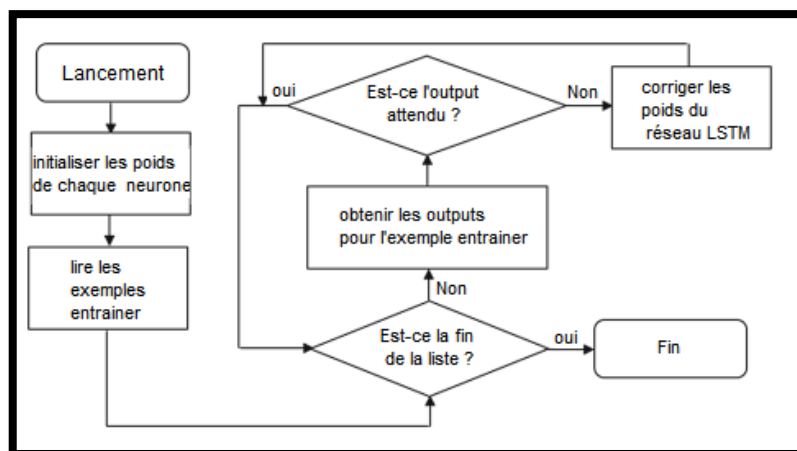 Lancement
initialiser les poids
de chaque neurone
lire les
exemples
entrainer
Est-ce la fin
de la liste ?
oui
Fin
Non
obtenir les outputs
pour l'exemple entrainer
Est-ce l'output
attendu ?
oui
Non
corriger les
poids du
réseau LSTM